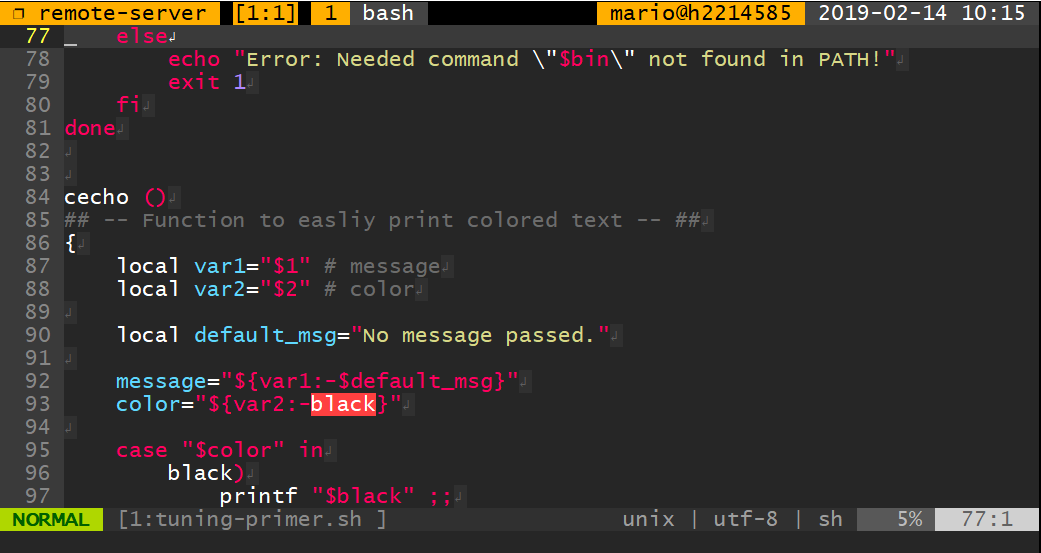 ❐ remote-server [1:1] 1 bash mario@h2214585 2019-02-14 10:15
77     else↲
78         echo "Error: Needed command \"$bin\" not found in PATH!"↲
79         exit 1↲
80     fi↲
81 done↲
82 ↲
83 ↲
84 cecho ()↲
85 ## -- Function to easliy print colored text -- ##↲
86 {↲
87     local var1="$1" # message↲
88     local var2="$2" # color↲
89 ↲
90     local default_msg="No message passed."↲
91 ↲
92     message="${var1:-$default_msg}"↲
93     color="${var2:-black}"↲
94 ↲
95     case "$color" in↲
96         black)↲
97             printf "$black" ;;↲
NORMAL [1:tuning-primer.sh ] unix | utf-8 | sh 5% 77:1